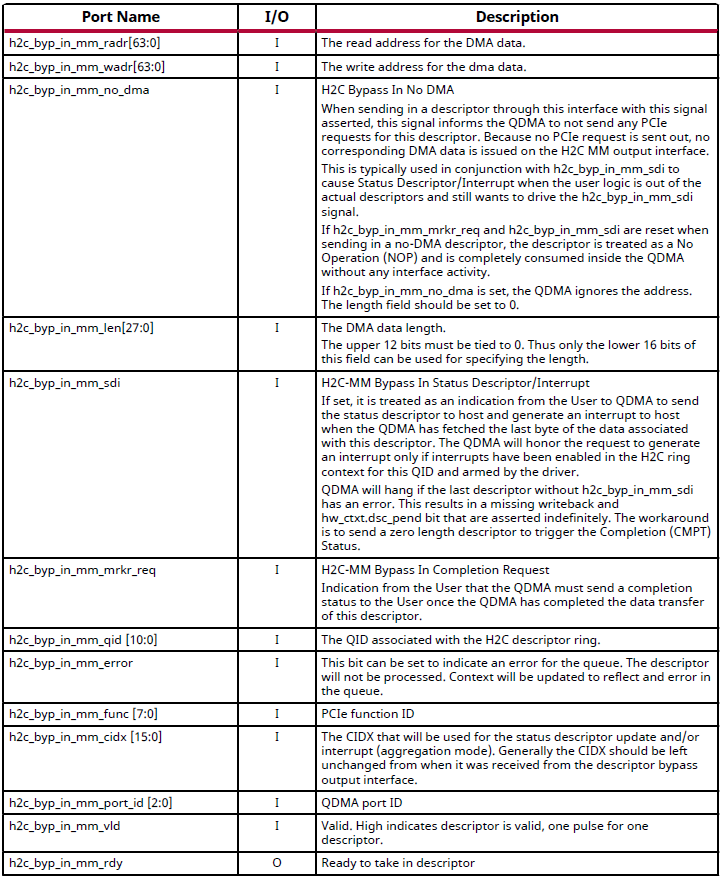 Port Name I/O Description
h2c_byp_in_mm_radr[63:0] I The read address for the DMA data.
h2c_byp_in_mm_wadr[63:0] I The write address for the dma data.
h2c_byp_in_mm_no_dma I H2C Bypass In No DMA
When sending in a descriptor through this interface with this signal
asserted, this signal informs the QDMA to not send any PCIe
requests for this descriptor. Because no PCIe request is sent out, no
corresponding DMA data is issued on the H2C MM output interface.
This is typically used in conjunction with h2c_byp_in_mm_sdi to
cause Status Descriptor/Interrupt when the user logic is out of the
actual descriptors and still wants to drive the h2c_byp_in_mm_sdi
signal.
If h2c_byp_in_mm_mrkr_req and h2c_byp_in_mm_sdi are reset when
sending in a no-DMA descriptor, the descriptor is treated as a No
Operation (NOP) and is completely consumed inside the QDMA
without any interface activity.
If h2c_byp_in_mm_no_dma is set, the QDMA ignores the address.
The length field should be set to 0.
h2c_byp_in_mm_len[27:0] I The DMA data length.
The upper 12 bits must be tied to 0. Thus only the lower 16 bits of
this field can be used for specifying the length.
h2c_byp_in_mm_sdi I H2C-MM Bypass In Status Descriptor/Interrupt
If set, it is treated as an indication from the User to QDMA to send
the status descriptor to host and generate an interrupt to host
when the QDMA has fetched the last byte of the data associated
with this descriptor. The QDMA will honor the request to generate
an interrupt only if interrupts have been enabled in the H2C ring
context for this QID and armed by the driver.
QDMA will hang if the last descriptor without h2c_byp_in_mm_sdi
has an error. This results in a missing writeback and
hw_ctxt.dsc_pend bit that are asserted indefinitely. The workaround
is to send a zero length descriptor to trigger the Completion (CMPT)
Status.
h2c_byp_in_mm_mrkr_req I H2C-MM Bypass In Completion Request
Indication from the User that the QDMA must send a completion
status to the User once the QDMA has completed the data transfer
of this descriptor.
h2c_byp_in_mm_qid [10:0] I The QID associated with the H2C descriptor ring.
h2c_byp_in_mm_error I This bit can be set to indicate an error for the queue. The descriptor
will not be processed. Context will be updated to reflect and error in
the queue.
h2c_byp_in_mm_func [7:0] I PCIe function ID
h2c_byp_in_mm_cidx [15:0] I The CIDX that will be used for the status descriptor update and/or
interrupt (aggregation mode). Generally the CIDX should be left
unchanged from when it was received from the descriptor bypass
output interface.
h2c_byp_in_mm_port_id [2:0] I QDMA port ID
h2c_byp_in_mm_vld I Valid. High indicates descriptor is valid, one pulse for one
descriptor.
h2c_byp_in_mm_rdy O Ready to take in descriptor